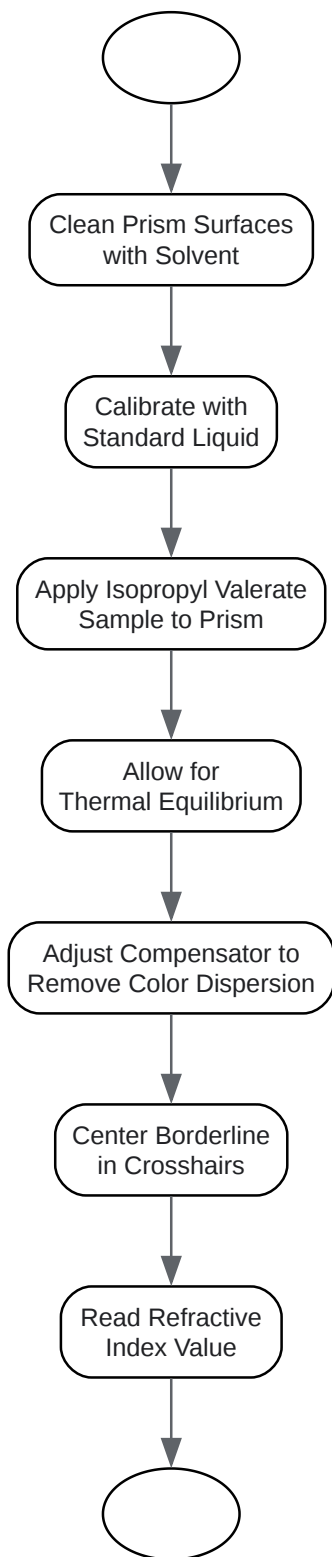 Clean Prism Surfaces
with Solvent
Calibrate with
Standard Liquid
Apply Isopropyl Valerate
Sample to Prism
Allow for
Thermal Equilibrium
Adjust Compensator to
Remove Color Dispersion
Center Borderline
in Crosshairs
Read Refractive
Index Value